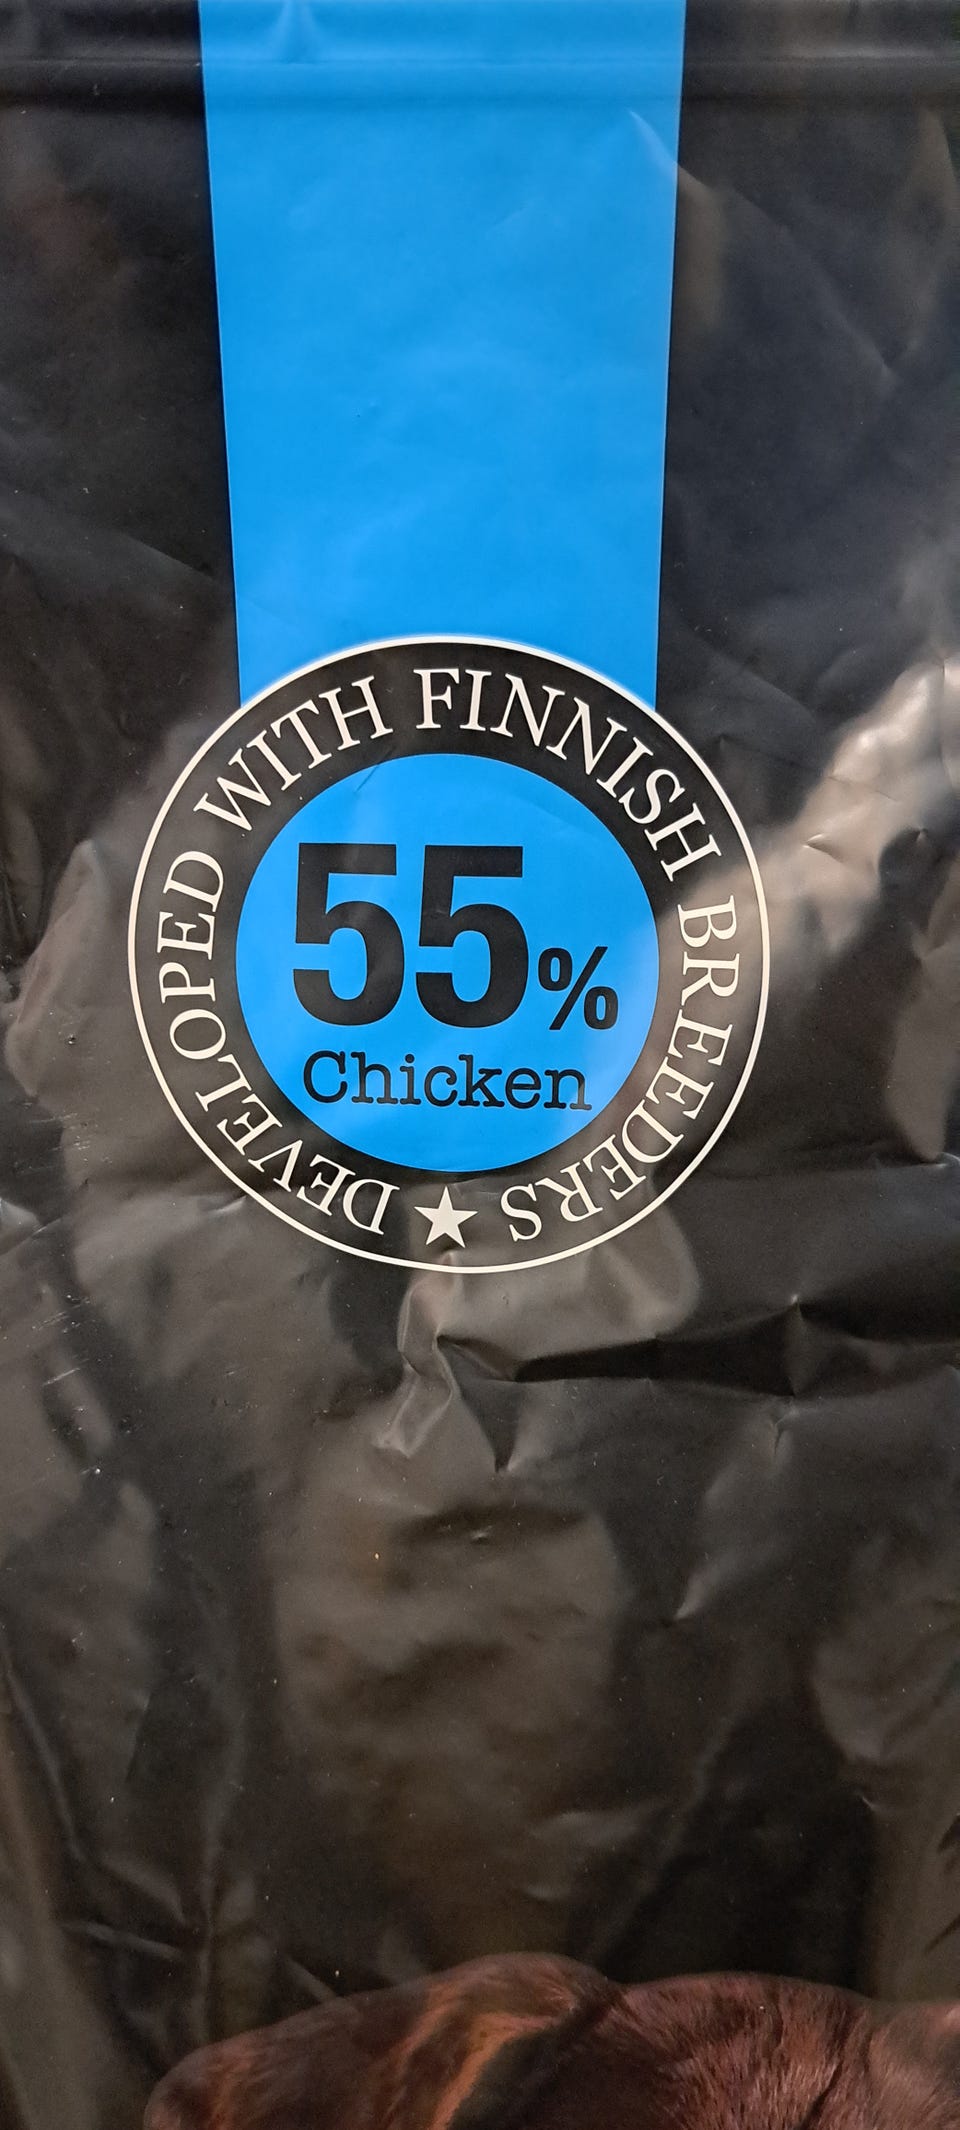 DEVELOPED WITH FINNISH BREEDERS ★
55%
Chicken